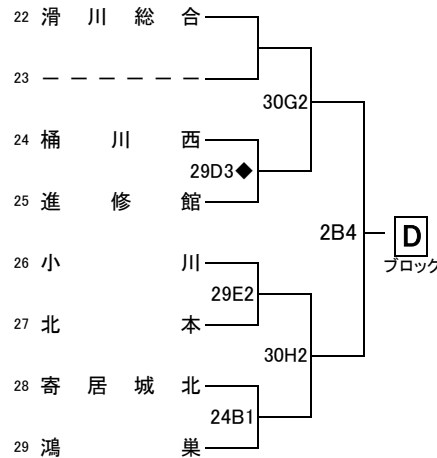 22 滑川総合
23 ーーーーーー
30G2
24 桶川西
29D3◆
25 進修館
2B4
D
ブロック
26 小川
29E2
27 北本
30H2
28 寄居城北
24B1
29 鴻巣